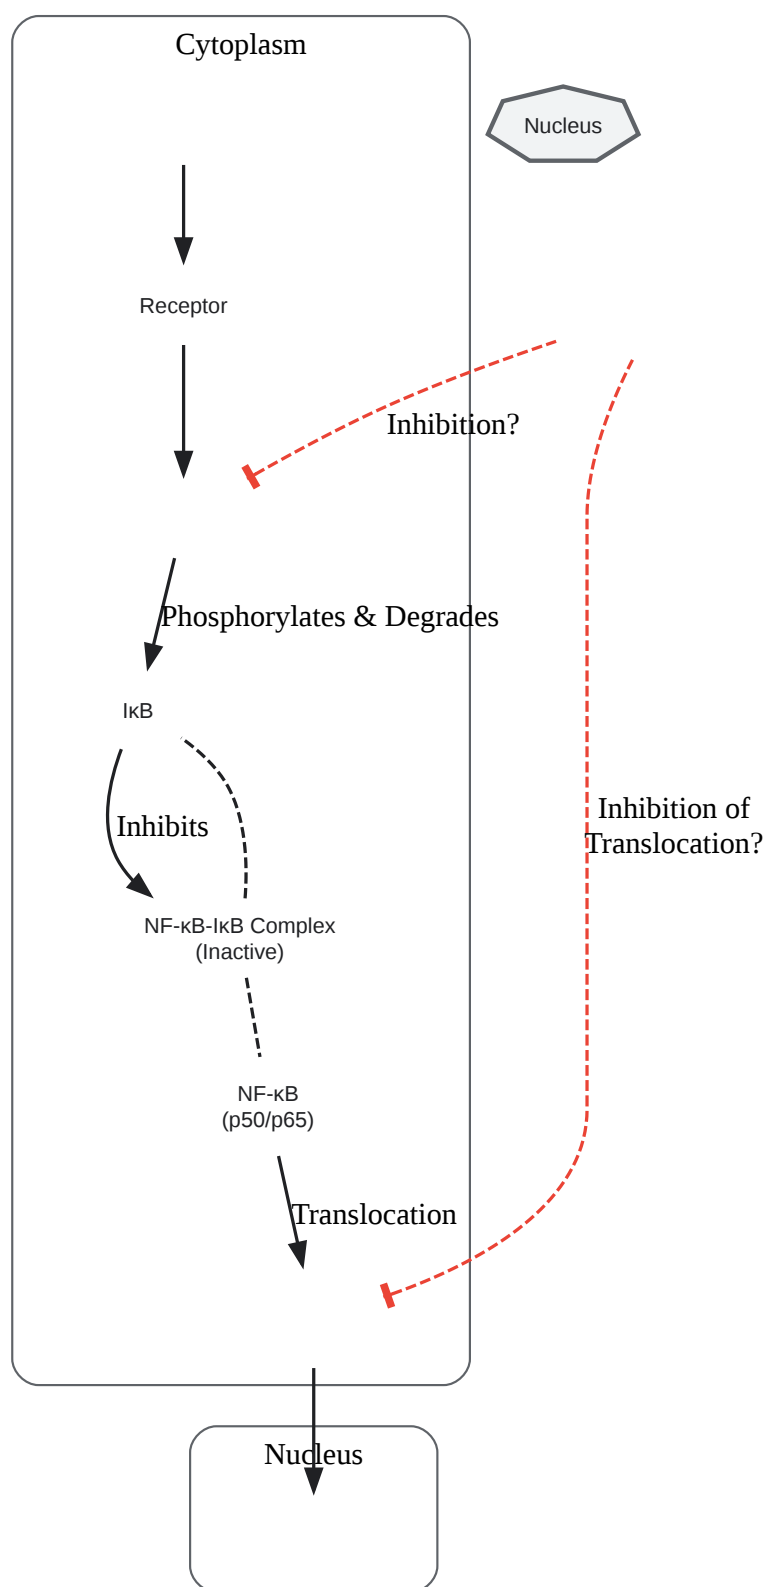 Cytoplasm
Nucleus
Receptor
Inhibition?
Phosphorylates & Degrades
IκB
Inhibition of
Translocation?
Inhibits
NF-κB-IκB Complex
(Inactive)
NF-κB
(p50/p65)
Translocation
Nucleus